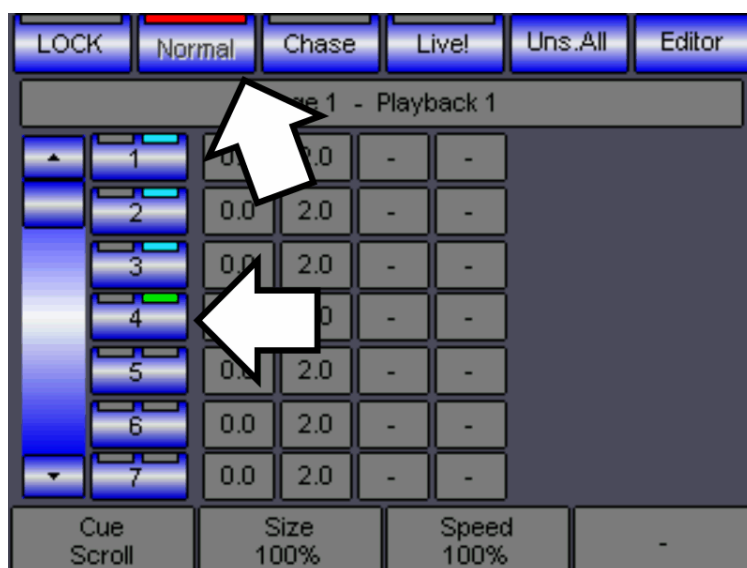 LOCK Normal Chase Live! Uns.All Editor
1 - Playback 1
1 2.0 - -
2 0.0 2.0 - -
3 2.0 - -
4 - -
5 2.0 - -
6 0.0 2.0 - -
7 0.0 2.0 - -
Cue Size Speed -
Scroll 100% 100%